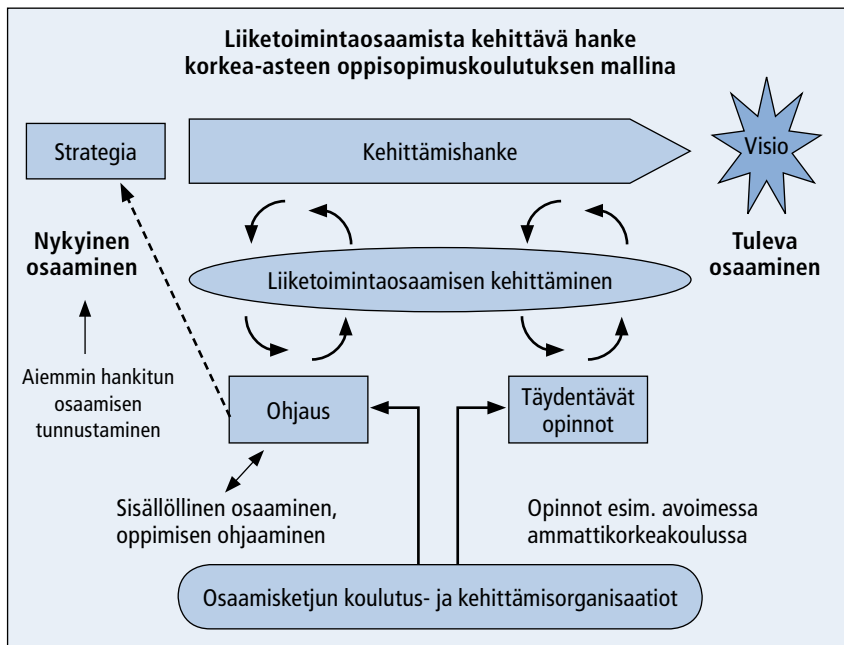 Liiketoimintaosaamista kehittävä hanke
korkea-asteen oppisopimuskoulutuksen mallina
Strategia
Kehittämishanke
Visio
Nykyinen
osaaminen
Tuleva
osaaminen
Liiketoimintaosaamisen kehittäminen
Aiemmin hankitun
osaamisen
tunnustaminen
Ohjaus
Täydentävät
opinnot
Sisällöllinen osaaminen,
oppimisen ohjaaminen
Opinnot esim. avoimessa
ammattikorkeakoulussa
Osaamisketjun koulutus- ja kehittämisorganisaatiot